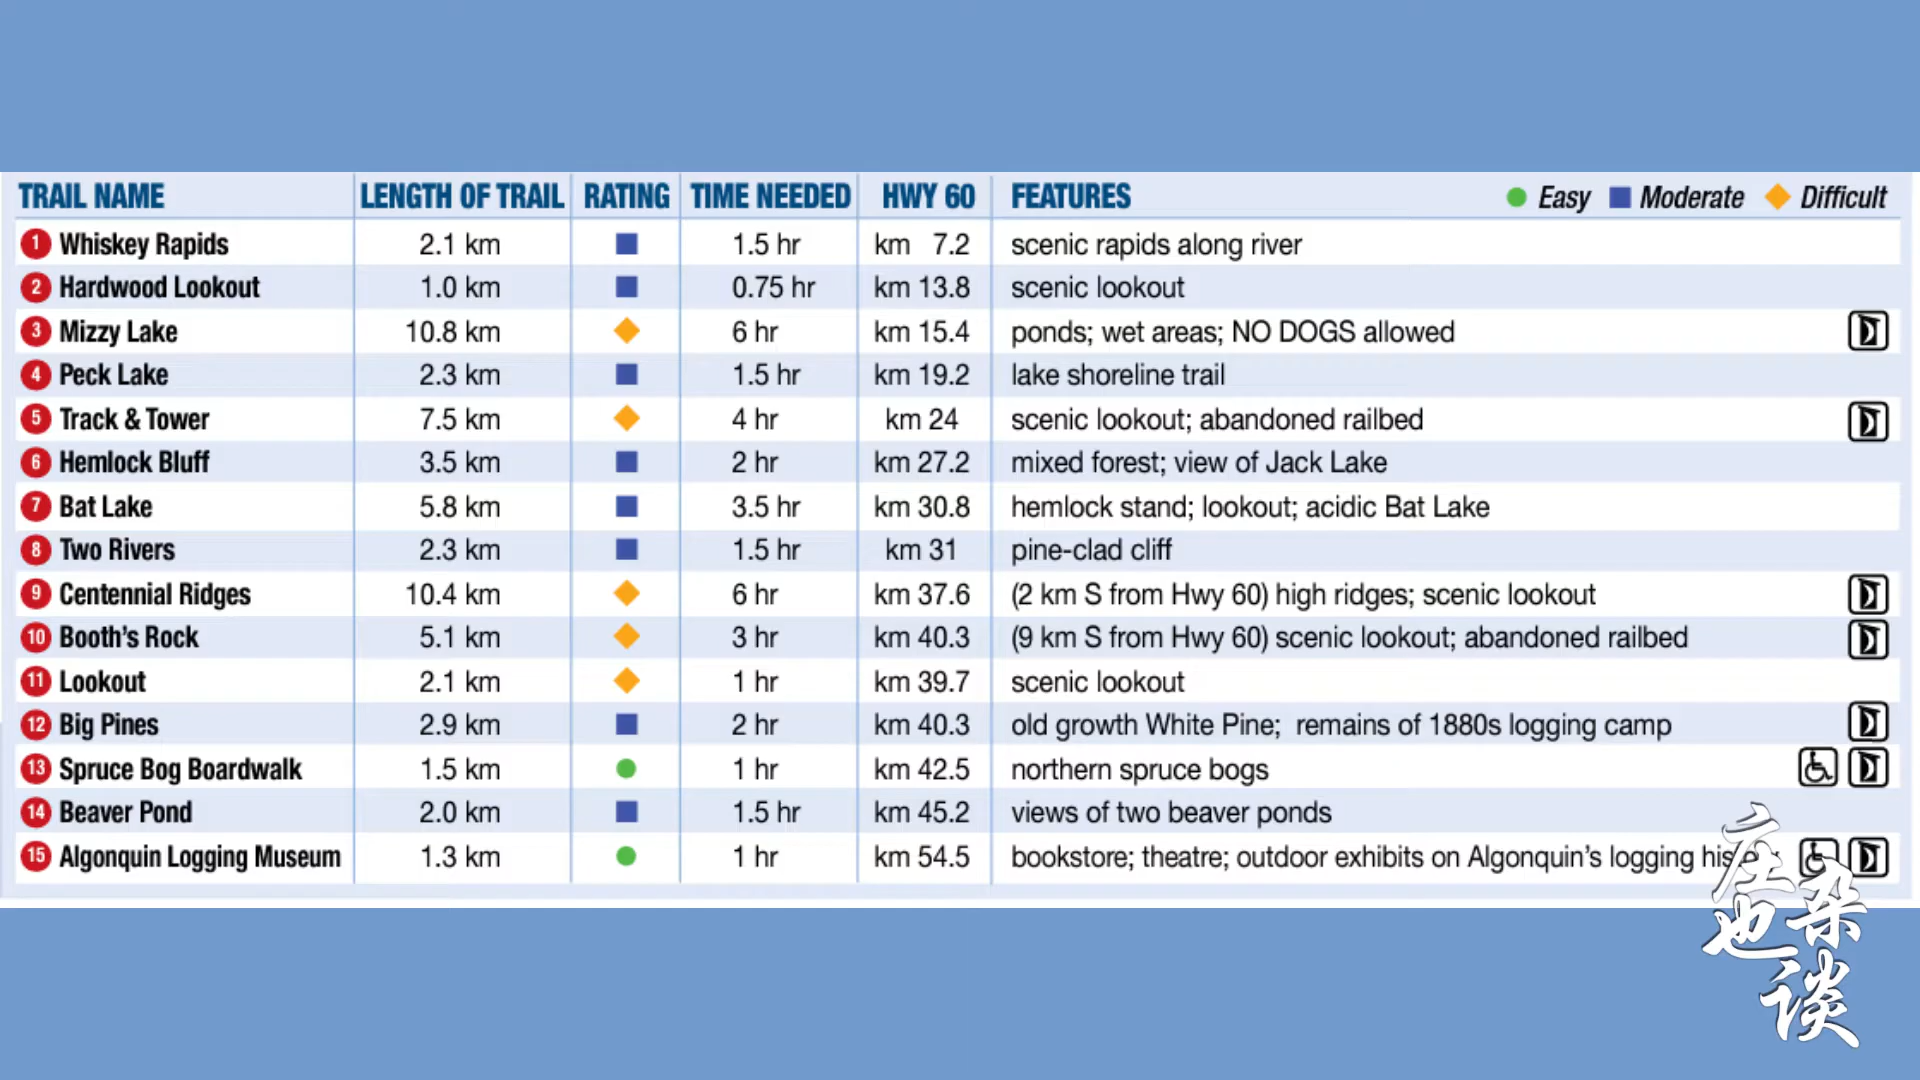 TRAIL NAME LENGTH OF TRAIL RATING TIME NEEDED HWY 60 FEATURES Easy Moderate Difficult
1 Whiskey Rapids 2.1 km 1.5 hr km 7.2 scenic rapids along river
2 Hardwood Lookout 1.0 km 0.75 hr km 13.8 scenic lookout
3 Mizzy Lake 10.8 km 6 hr km 15.4 ponds; wet areas; NO DOGS allowed
4 Peck Lake 2.3 km 1.5 hr km 19.2 lake shoreline trail
5 Track & Tower 7.5 km 4 hr km 24 scenic lookout; abandoned railbed
6 Hemlock Bluff 3.5 km 2 hr km 27.2 mixed forest; view of Jack Lake
7 Bat Lake 5.8 km 3.5 hr km 30.8 hemlock stand; lookout; acidic Bat Lake
8 Two Rivers 2.3 km 1.5 hr km 31 pine-clad cliff
9 Centennial Ridges 10.4 km 6 hr km 37.6 (2 km S from Hwy 60) high ridges; scenic lookout
10 Booth's Rock 5.1 km 3 hr km 40.3 (9 km S from Hwy 60) scenic lookout; abandoned railbed
11 Lookout 2.1 km 1 hr km 39.7 scenic lookout
12 Big Pines 2.9 km 2 hr km 40.3 old growth White Pine; remains of 1880s logging camp
13 Spruce Bog Boardwalk 1.5 km 1 hr km 42.5 northern spruce bogs
14 Beaver Pond 2.0 km 1.5 hr km 45.2 views of two beaver ponds
15 Algonquin Logging Museum 1.3 km 1 hr km 54.5 bookstore; theatre; outdoor exhibits on Algonquin's logging
庄也
杂谈